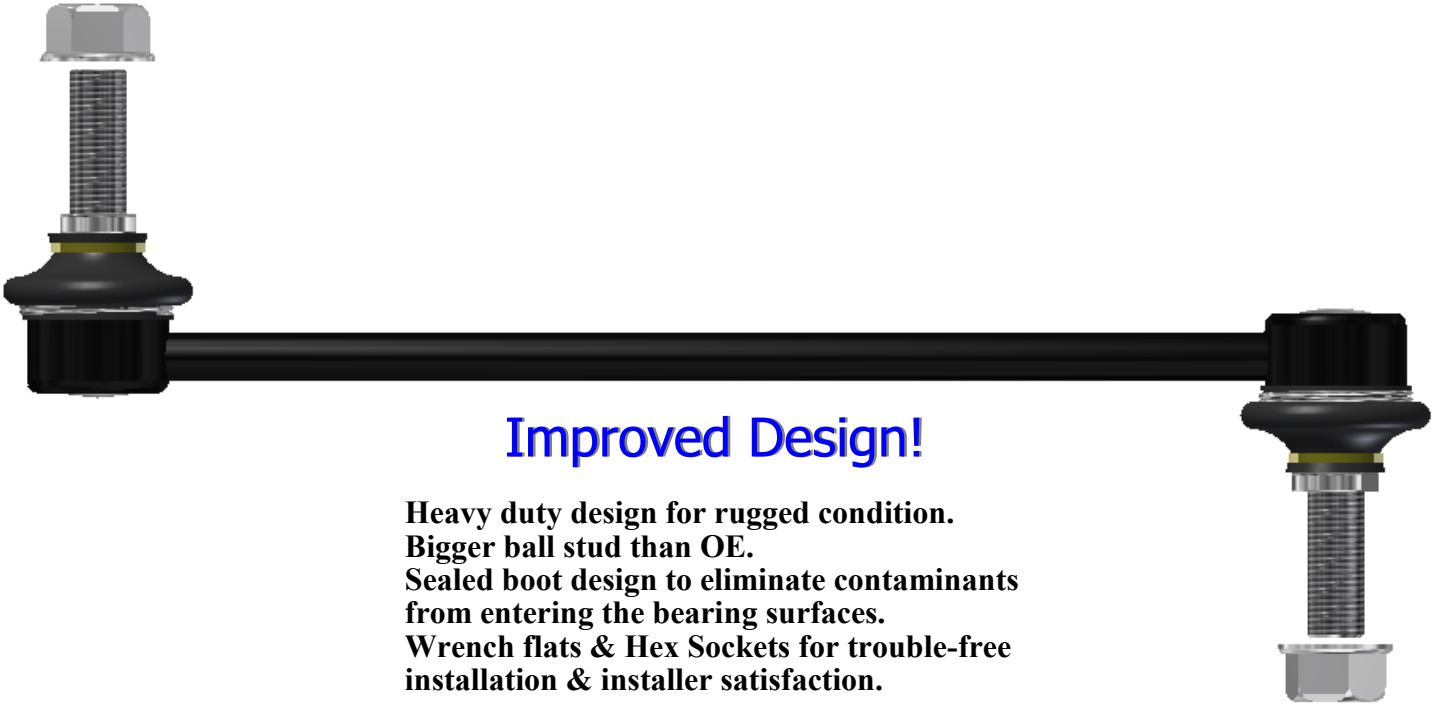 Improved Design!
Heavy duty design for rugged condition.
Bigger ball stud than OE.
Sealed boot design to eliminate contaminants
from entering the bearing surfaces.
Wrench flats & Hex Sockets for trouble-free
installation & installer satisfaction.